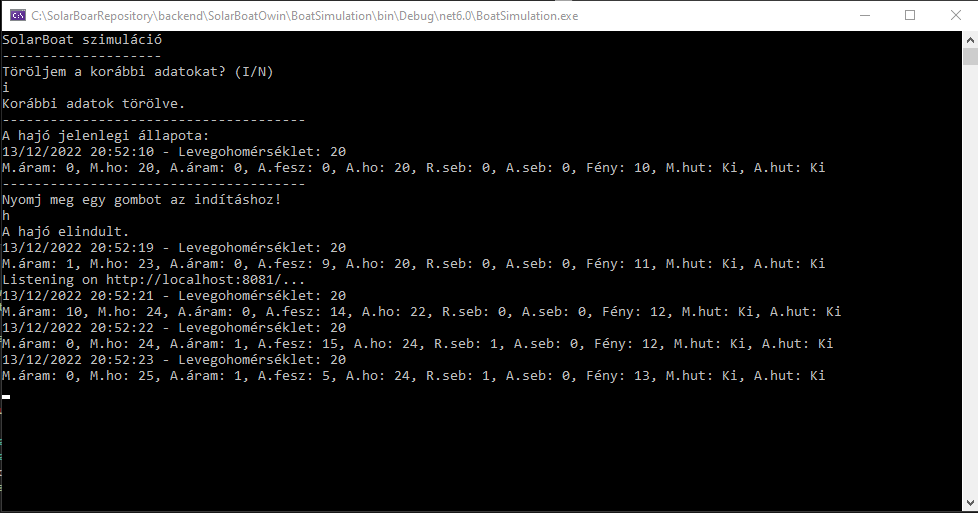 C:\SolarBoarRepository\backend\SolarBoatOwin\BoatSimulation\bin\Debug\net6.0\BoatSimulation.exe
SolarBoat szimuláció
--------------------
Töröljem a korábbi adatokat? (I/N)
i
Korábbi adatok törölve.
--------------------------------------
A hajó jelenlegi állapota:
13/12/2022 20:52:10 - Levegohomérséklet: 20
M.áram: 0, M.ho: 20, A.áram: 0, A.fesz: 0, A.ho: 20, R.seb: 0, A.seb: 0, Fény: 10, M.hut: Ki, A.hut: Ki
--------------------------------------
Nyomj meg egy gombot az indításhoz!
h
A hajó elindult.
13/12/2022 20:52:19 - Levegohomérséklet: 20
M.áram: 1, M.ho: 23, A.áram: 0, A.fesz: 9, A.ho: 20, R.seb: 0, A.seb: 0, Fény: 11, M.hut: Ki, A.hut: Ki
Listening on http://localhost:8081/...
13/12/2022 20:52:21 - Levegohomérséklet: 20
M.áram: 10, M.ho: 24, A.áram: 0, A.fesz: 14, A.ho: 22, R.seb: 0, A.seb: 0, Fény: 12, M.hut: Ki, A.hut: Ki
13/12/2022 20:52:22 - Levegohomérséklet: 20
M.áram: 0, M.ho: 24, A.áram: 1, A.fesz: 15, A.ho: 24, R.seb: 1, A.seb: 0, Fény: 12, M.hut: Ki, A.hut: Ki
13/12/2022 20:52:23 - Levegohomérséklet: 20
M.áram: 0, M.ho: 25, A.áram: 1, A.fesz: 5, A.ho: 24, R.seb: 1, A.seb: 0, Fény: 13, M.hut: Ki, A.hut: Ki